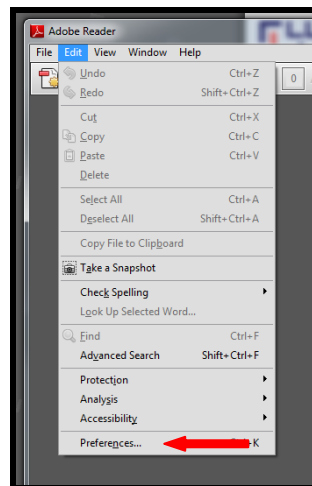 Adobe Reader
File Edit View Window Help
Undo Ctrl+Z
Redo Shift+Ctrl+Z
0
Cut Ctrl+X
Copy Ctrl+C
Paste Ctrl+V
Delete
Select All Ctrl+A
Deselect All Shift+Ctrl+A
Copy File to Clipboard
Take a Snapshot
Check Spelling
Look Up Selected Word...
Find Ctrl+F
Advanced Search Shift+Ctrl+F
Protection
Analysis
Accessibility
Preferences... K